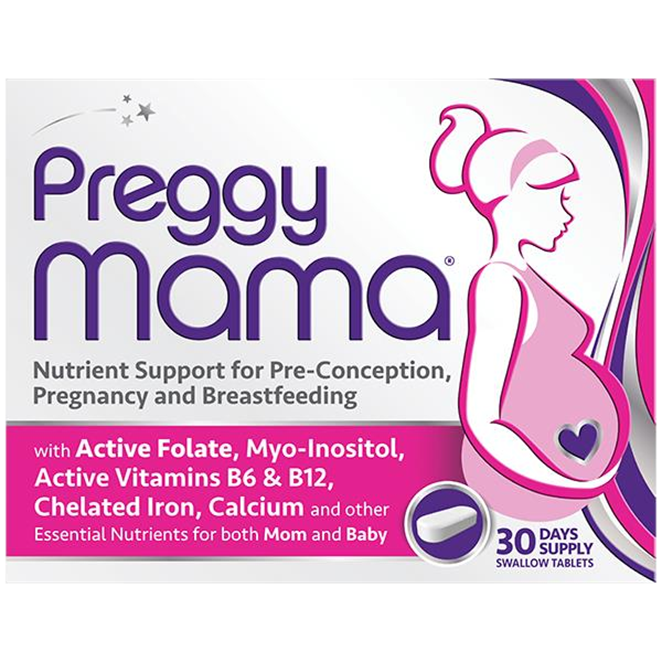 Preggy
Mama®
Nutrient Support for Pre-Conception,
Pregnancy and Breastfeeding
with Active Folate, Myo-Inositol,
Active Vitamins B6 & B12,
Chelated Iron, Calcium and other
Essential Nutrients for both Mom and Baby
30 DAYS
SUPPLY
SWALLOW TABLETS